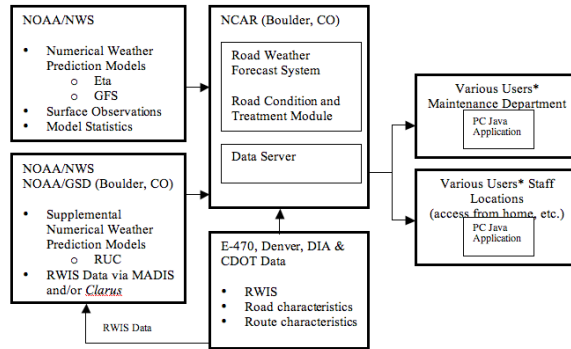 NOAA/NWS
• Numerical Weather
Prediction Models
o Eta
o GFS
• Surface Observations
• Model Statistics
NOAA/NWS
NOAA/GSD (Boulder, CO)
• Supplemental
Numerical Weather
Prediction Models
o RUC
• RWIS Data via MADIS
and/or Clarus
RWIS Data
NCAR (Boulder, CO)
Road Weather
Forecast System
Road Condition and
Treatment Module
Data Server
E-470, Denver, DIA &
CDOT Data
• RWIS
• Road characteristics
• Route characteristics
Various Users*
Maintenance Department
PC Java
Application
Various Users* Staff
Locations
(access from home, etc.)
PC Java
Application